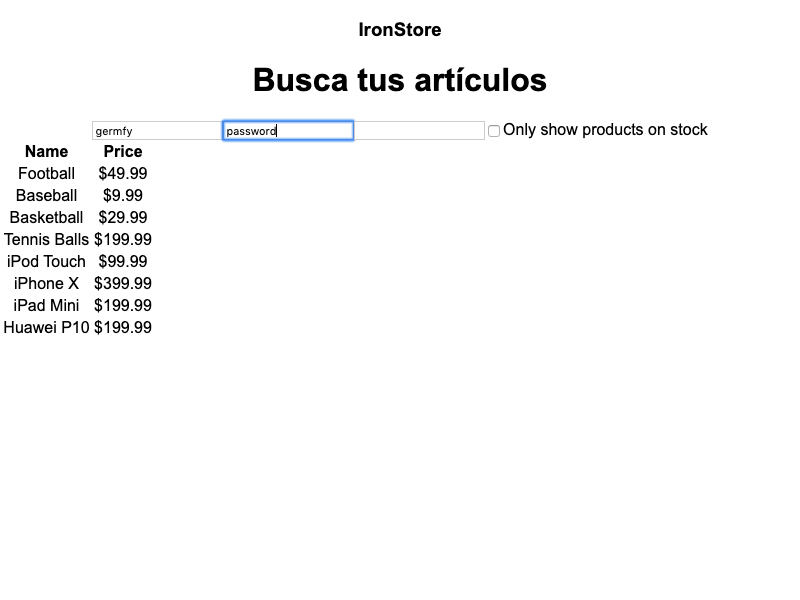 IronStore
Busca tus artículos
germfy password Only show products on stock
Name Price
Football $49.99
Baseball $9.99
Basketball $29.99
Tennis Balls $199.99
iPod Touch $99.99
iPhone X $399.99
iPad Mini $199.99
Huawei P10 $199.99